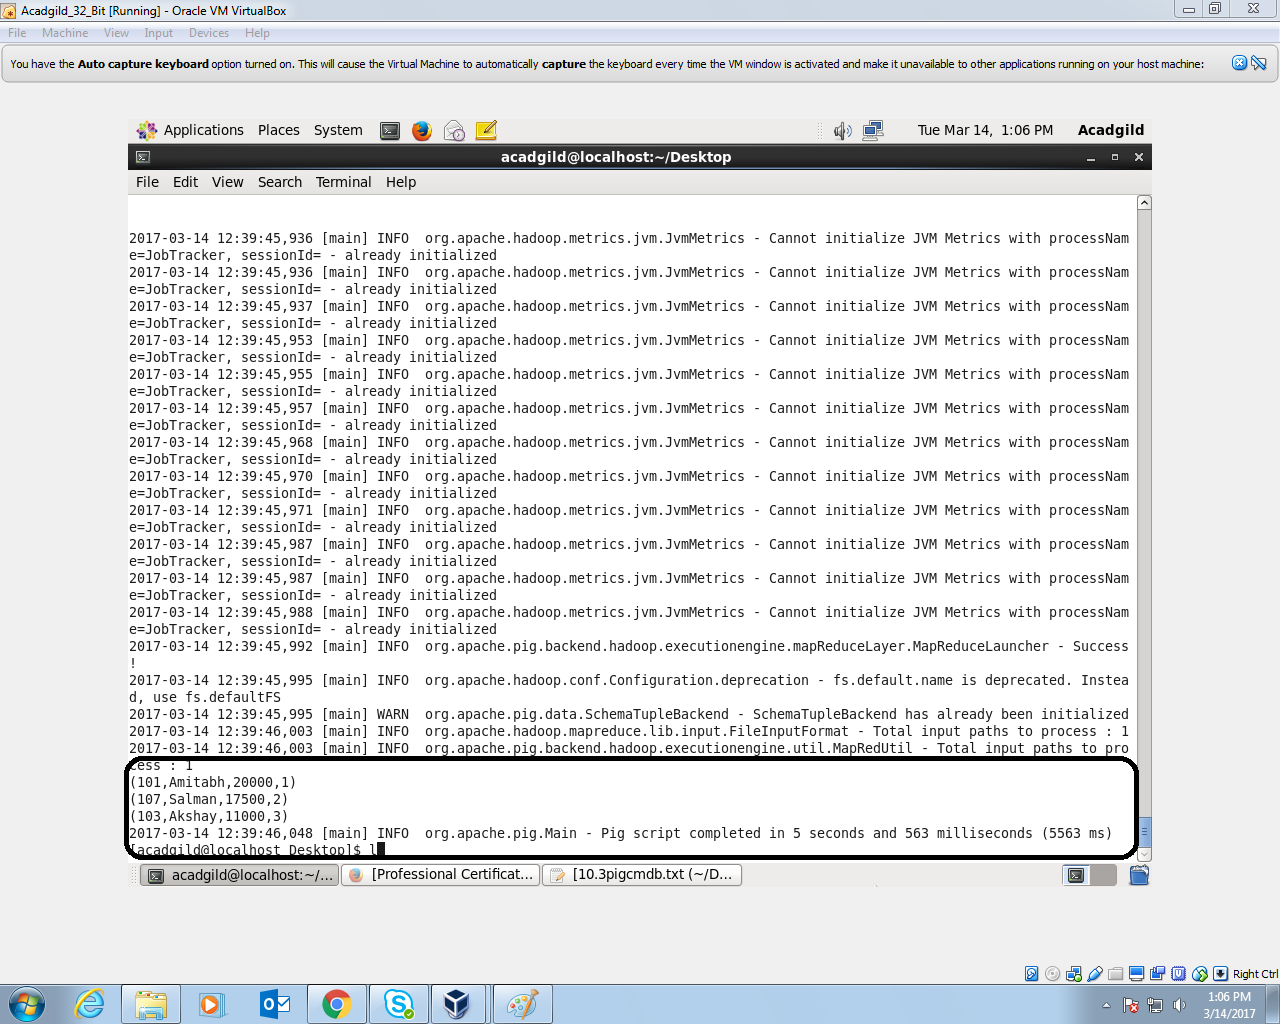 Acadgild_32_Bit [Running] - Oracle VM VirtualBox
File Machine View Input Devices Help
You have the Auto capture keyboard option turned on. This will cause the Virtual Machine to automatically capture the keyboard every time the VM window is activated and make it unavailable to other applications running on your host machine:
Applications Places System Tue Mar 14, 1:06 PM Acadgild
acadgild@localhost:~/Desktop
File Edit View Search Terminal Help
2017-03-14 12:39:45,936 [main] INFO  org.apache.hadoop.metrics.jvm.JvmMetrics - Cannot initialize JVM Metrics with processNam
e=JobTracker, sessionId= - already initialized
2017-03-14 12:39:45,936 [main] INFO  org.apache.hadoop.metrics.jvm.JvmMetrics - Cannot initialize JVM Metrics with processNam
e=JobTracker, sessionId= - already initialized
2017-03-14 12:39:45,937 [main] INFO  org.apache.hadoop.metrics.jvm.JvmMetrics - Cannot initialize JVM Metrics with processNam
e=JobTracker, sessionId= - already initialized
2017-03-14 12:39:45,953 [main] INFO  org.apache.hadoop.metrics.jvm.JvmMetrics - Cannot initialize JVM Metrics with processNam
e=JobTracker, sessionId= - already initialized
2017-03-14 12:39:45,955 [main] INFO  org.apache.hadoop.metrics.jvm.JvmMetrics - Cannot initialize JVM Metrics with processNam
e=JobTracker, sessionId= - already initialized
2017-03-14 12:39:45,957 [main] INFO  org.apache.hadoop.metrics.jvm.JvmMetrics - Cannot initialize JVM Metrics with processNam
e=JobTracker, sessionId= - already initialized
2017-03-14 12:39:45,968 [main] INFO  org.apache.hadoop.metrics.jvm.JvmMetrics - Cannot initialize JVM Metrics with processNam
e=JobTracker, sessionId= - already initialized
2017-03-14 12:39:45,970 [main] INFO  org.apache.hadoop.metrics.jvm.JvmMetrics - Cannot initialize JVM Metrics with processNam
e=JobTracker, sessionId= - already initialized
2017-03-14 12:39:45,971 [main] INFO  org.apache.hadoop.metrics.jvm.JvmMetrics - Cannot initialize JVM Metrics with processNam
e=JobTracker, sessionId= - already initialized
2017-03-14 12:39:45,987 [main] INFO  org.apache.hadoop.metrics.jvm.JvmMetrics - Cannot initialize JVM Metrics with processNam
e=JobTracker, sessionId= - already initialized
2017-03-14 12:39:45,987 [main] INFO  org.apache.hadoop.metrics.jvm.JvmMetrics - Cannot initialize JVM Metrics with processNam
e=JobTracker, sessionId= - already initialized
2017-03-14 12:39:45,988 [main] INFO  org.apache.hadoop.metrics.jvm.JvmMetrics - Cannot initialize JVM Metrics with processNam
e=JobTracker, sessionId= - already initialized
2017-03-14 12:39:45,992 [main] INFO  org.apache.pig.backend.hadoop.executionengine.mapReduceLayer.MapReduceLauncher - Success
!
2017-03-14 12:39:45,995 [main] INFO  org.apache.hadoop.conf.Configuration.deprecation - fs.default.name is deprecated. Instea
d, use fs.defaultFS
2017-03-14 12:39:45,995 [main] WARN  org.apache.pig.data.SchemaTupleBackend - SchemaTupleBackend has already been initialized
2017-03-14 12:39:46,003 [main] INFO  org.apache.hadoop.mapreduce.lib.input.FileInputFormat - Total input paths to process : 1
2017-03-14 12:39:46,003 [main] INFO  org.apache.pig.backend.hadoop.executionengine.util.MapRedUtil - Total input paths to pro
cess : 1
(101,Amitabh,20000,1)
(107,Salman,17500,2)
(103,Akshay,11000,3)
2017-03-14 12:39:46,048 [main] INFO  org.apache.pig.Main - Pig script completed in 5 seconds and 563 milliseconds (5563 ms)
[acadgild@localhost Desktop]$ l
acadgild@localhost:~/... [Professional Certificat... [10.3pigcmdb.txt (~/D...
Right Ctrl
1:06 PM
3/14/2017